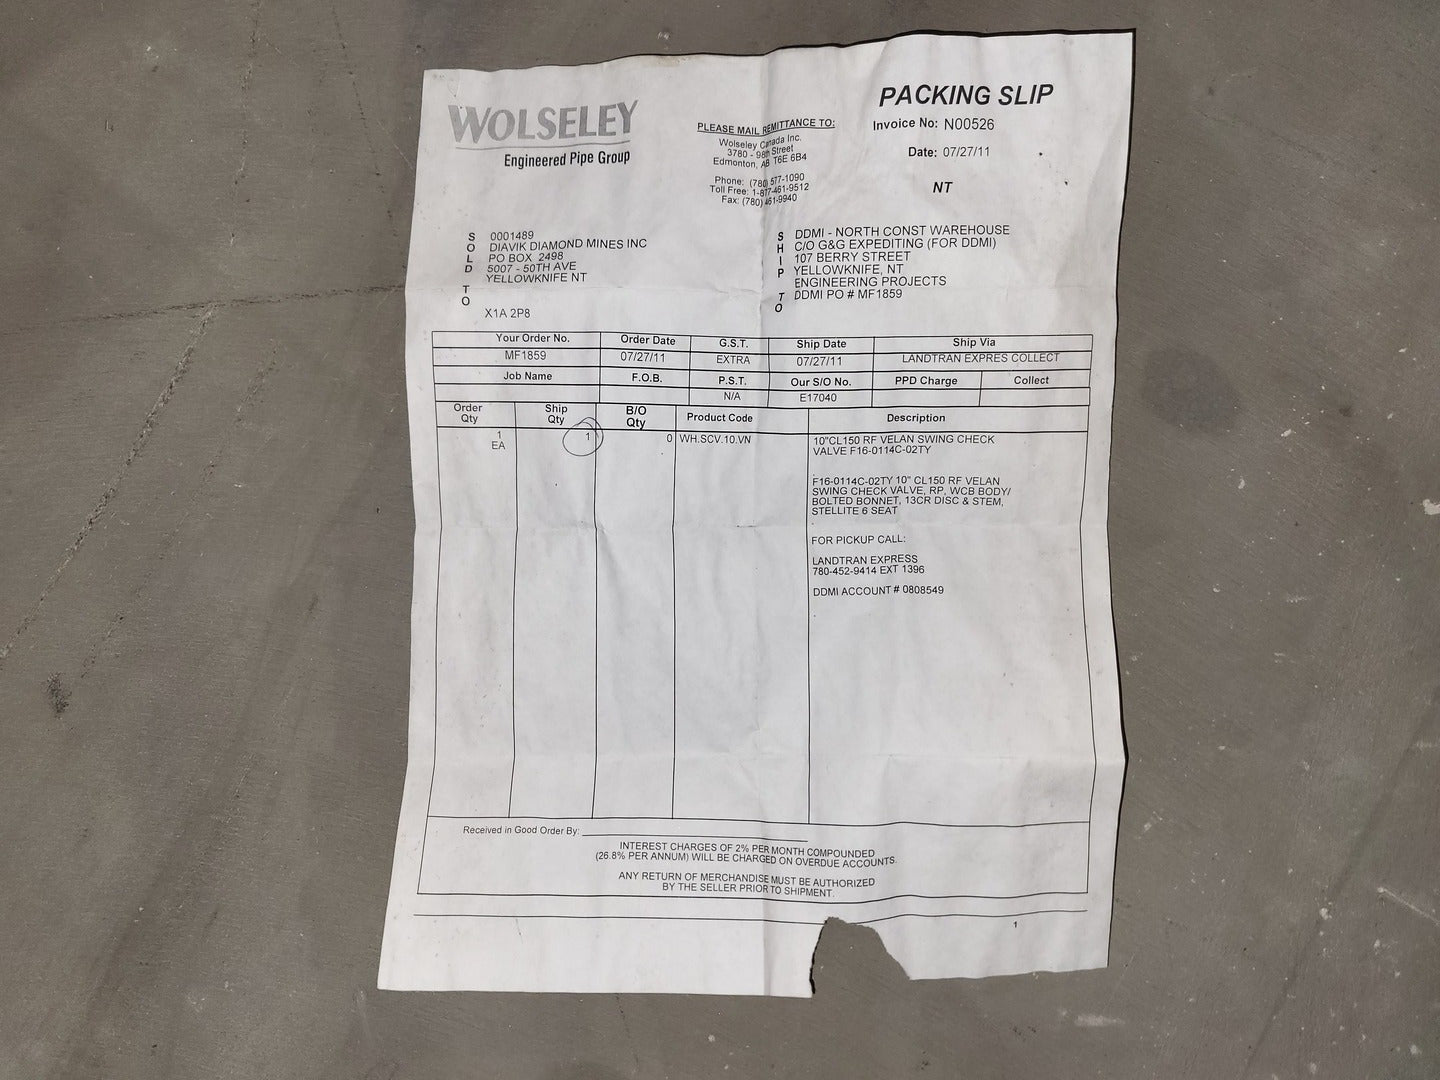 WOLSELEY
Engineered Pipe Group
PLEASE MAIL REMITTANCE TO:
Wolseley Canada Inc.
3780 - 98th Street
Edmonton, AB T6E 6B4
Phone: (780) 577-1090
Toll Free: 1-877-461-9512
Fax: (780) 461-9940
PACKING SLIP
Invoice No: N00526
Date: 07/27/11
NT
SOLD TO
0001489
DIAVIK DIAMOND MINES INC
PO BOX 2498
5007 - 50TH AVE
YELLOWKNIFE NT
X1A 2P8
SHIP TO
DDMI - NORTH CONST WAREHOUSE
C/O G&G EXPEDITING (FOR DDMI)
107 BERRY STREET
YELLOWKNIFE, NT
ENGINEERING PROJECTS
DDMI PO # MF1859
Your Order No. Order Date G.S.T. Ship Date Ship Via
MF1859 07/27/11 EXTRA 07/27/11 LANDTRAN EXPRES COLLECT
Job Name F.O.B. P.S.T. Our S/O No. PPD Charge Collect
N/A E17040
Order Qty Ship Qty B/O Qty Product Code Description
1 EA 1 0 WH.SCV.10.VN 10"CL150 RF VELAN SWING CHECK
VALVE F16-0114C-02TY
F16-0114C-02TY 10" CL150 RF VELAN
SWING CHECK VALVE, RP, WCB BODY/
BOLTED BONNET, 13CR DISC & STEM,
STELLITE 6 SEAT
FOR PICKUP CALL:
LANDTRAN EXPRESS
780-452-9414 EXT 1396
DDMI ACCOUNT # 0808549
Received in Good Order By:
INTEREST CHARGES OF 2% PER MONTH COMPOUNDED
(26.8% PER ANNUM) WILL BE CHARGED ON OVERDUE ACCOUNTS.
ANY RETURN OF MERCHANDISE MUST BE AUTHORIZED
BY THE SELLER PRIOR TO SHIPMENT.
1